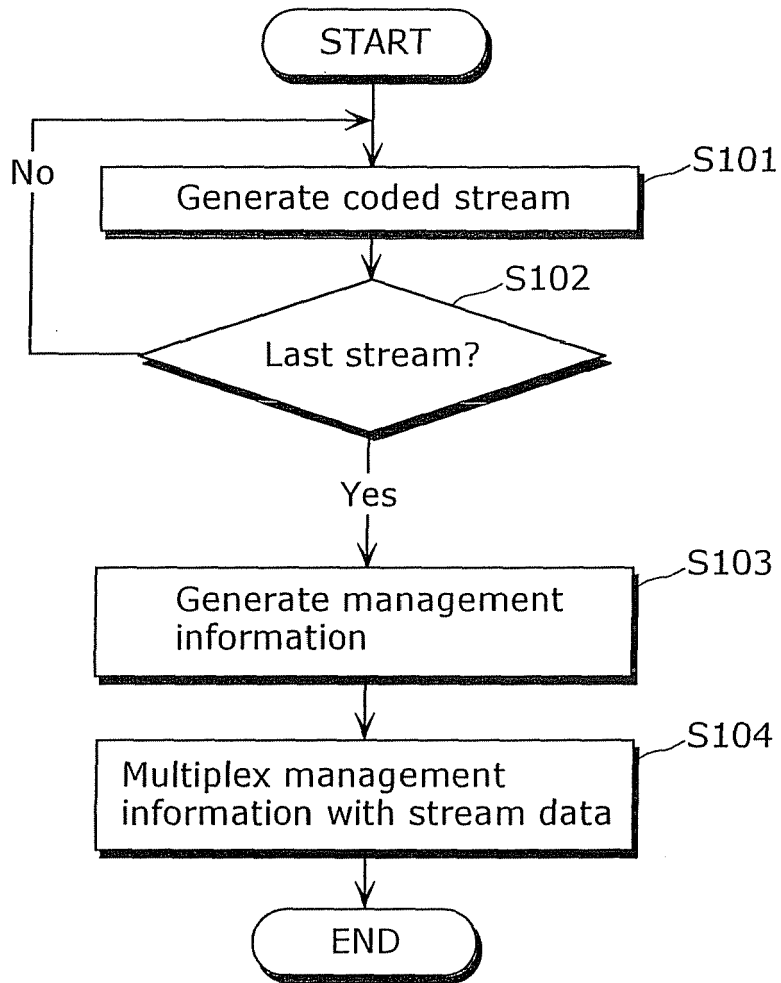 START
No
S101
Generate coded stream
S102
Last stream?
Yes
S103
Generate management
information
S104
Multiplex management
information with stream data
END